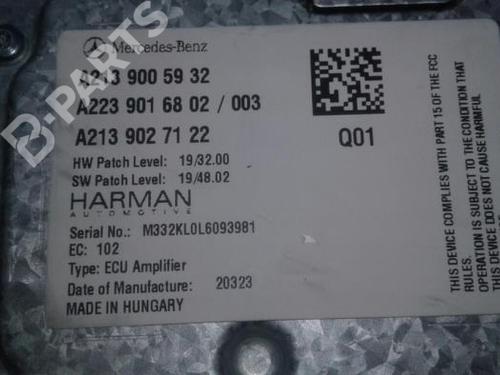 Mercedes-Benz
A213 900 59 32
A223 901 68 02 / 003
A213 902 71 22
Q01
HW Patch Level: 19/32.00
SW Patch Level: 19/48.02
HARMAN
AUTOMOTIVE
Serial No.: M332KL0L6093981
EC: 102
Type: ECU Amplifier
Date of Manufacture: 20323
MADE IN HUNGARY
THIS DEVICE COMPLIES WITH PART 15 OF THE FCC
RULES.
OPERATION IS SUBJECT TO THE CONDITION
THIS DEVICE DOES NOT CAUSE HARMFUL
B-PARTS